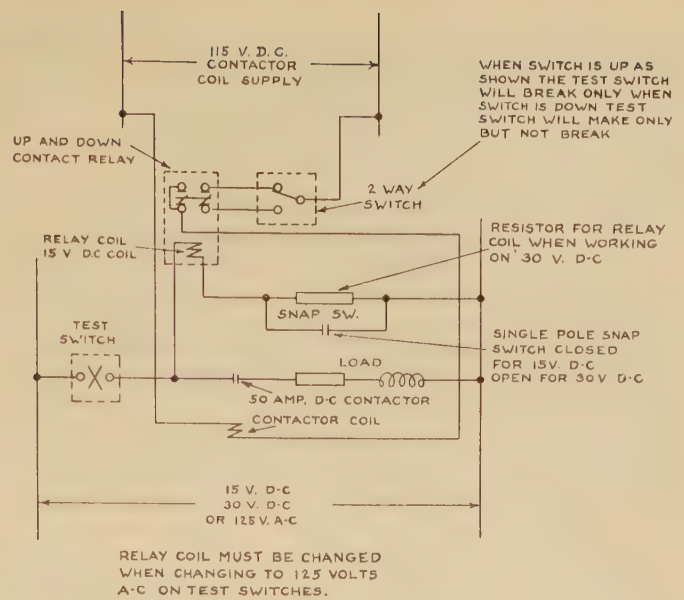 115 V. D.C.
CONTACTOR
COIL SUPPLY
WHEN SWITCH IS UP AS
SHOWN THE TEST SWITCH
WILL BREAK ONLY WHEN
SWITCH IS DOWN TEST
SWITCH WILL MAKE ONLY
BUT NOT BREAK
UP AND DOWN
CONTACT RELAY
2 WAY
SWITCH
RELAY COIL
15 V D.C COIL
RESISTOR FOR RELAY
COIL WHEN WORKING
ON 30 V. D-C
SNAP SW.
TEST
SWITCH
SINGLE POLE SNAP
SWITCH CLOSED
FOR 15V. D-C
OPEN FOR 30V D-C
LOAD
50 AMP. D-C CONTACTOR
CONTACTOR COIL
15 V. D-C
30 V. D-C
OR 125 V. A-C
RELAY COIL MUST BE CHANGED
WHEN CHANGING TO 125 VOLTS
A-C ON TEST SWITCHES.